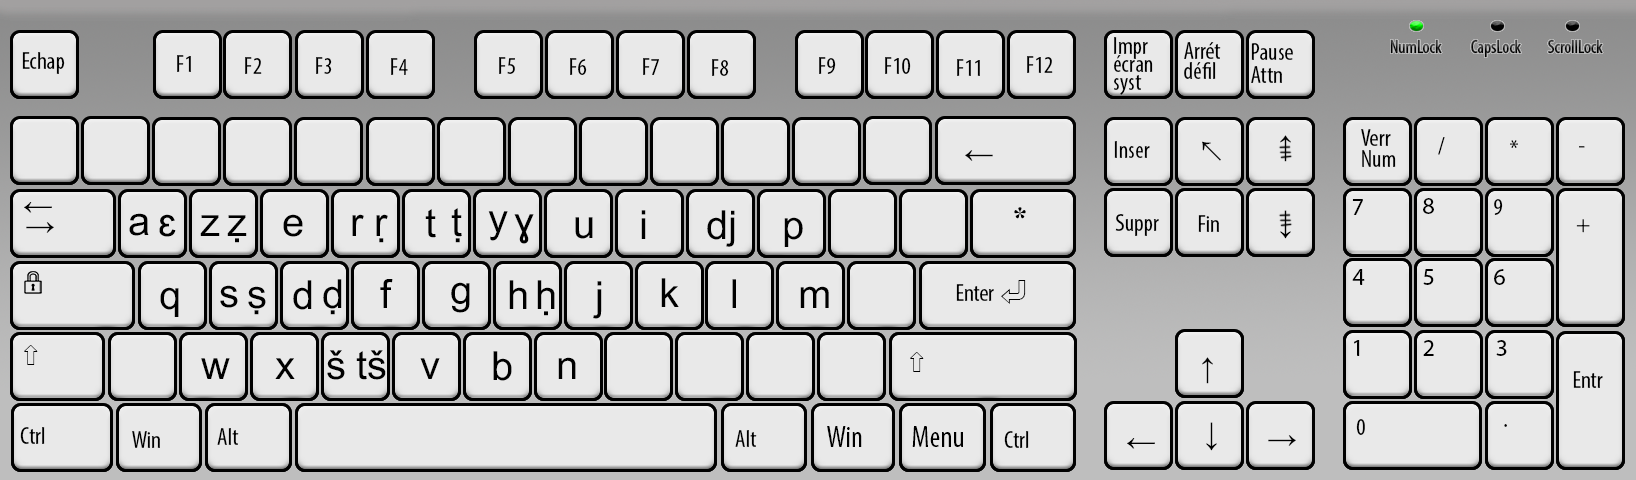 Echap F1 F2 F3 F4 F5 F6 F7 F8 F9 F10 F11 F12 Impr écran syst Arrét défil Pause Attn NumLock CapsLock ScrollLock
← Inser ↖ ⇞ Verr Num / * -
← → a ɛ z ẓ e r ṛ t ṭ y ɣ u i dj p * Suppr Fin ⇟ 7 8 9 +
q s ṣ d ḍ f g h ḥ j k l m Enter ⏎ 4 5 6
⇧ w x š tš v b n ⇧ ↑ 1 2 3 Entr
Ctrl Win Alt Alt Win Menu Ctrl ← ↓ → 0 .